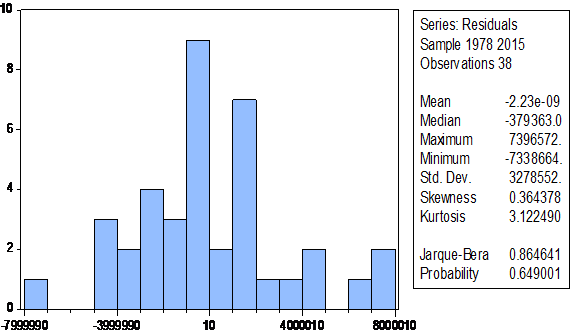 10
8
6
4
2
0
-7999990 -3999990 10 4000010 8000010
Series: Residuals
Sample 1978 2015
Observations 38
Mean -2.23e-09
Median -379363.0
Maximum 7396572.
Minimum -7338664.
Std. Dev. 3278552.
Skewness 0.364378
Kurtosis 3.122490
Jarque-Bera 0.864641
Probability 0.649001